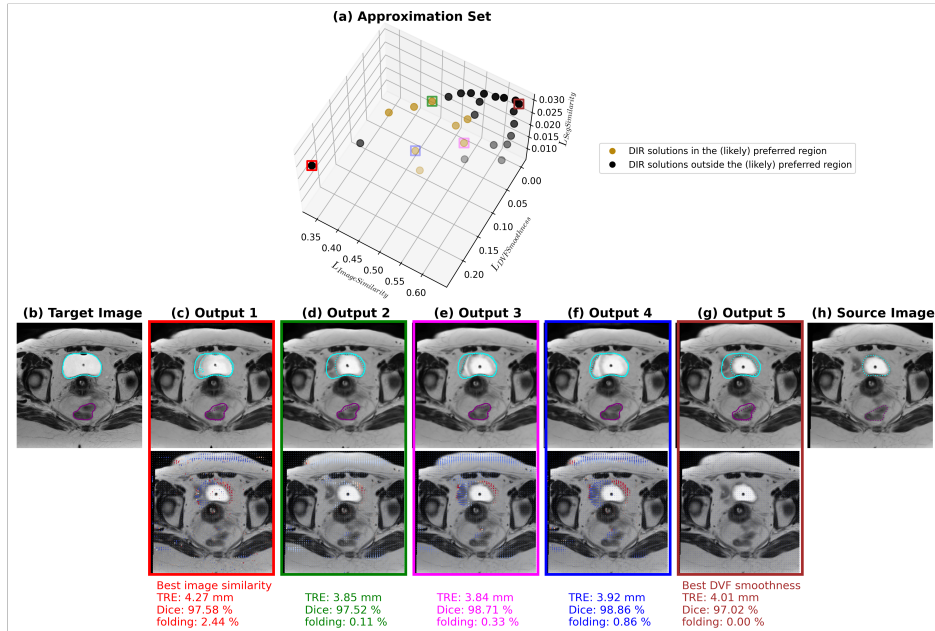 (a) Approximation Set
0.030
0.025
0.020
0.015
0.010
L_SegSimilarity
0.00
0.05
0.10
0.15
0.20
L_DVFSmoothness
0.35
0.40
0.45
0.50
0.55
0.60
L_ImageSimilarity
DIR solutions in the (likely) preferred region
DIR solutions outside the (likely) preferred region
(b) Target Image
(c) Output 1
(d) Output 2
(e) Output 3
(f) Output 4
(g) Output 5
(h) Source Image
Best image similarity
TRE: 4.27 mm
Dice: 97.58 %
folding: 2.44 %
TRE: 3.85 mm
Dice: 97.52 %
folding: 0.11 %
TRE: 3.84 mm
Dice: 98.71 %
folding: 0.33 %
TRE: 3.92 mm
Dice: 98.86 %
folding: 0.86 %
Best DVF smoothness
TRE: 4.01 mm
Dice: 97.02 %
folding: 0.00 %